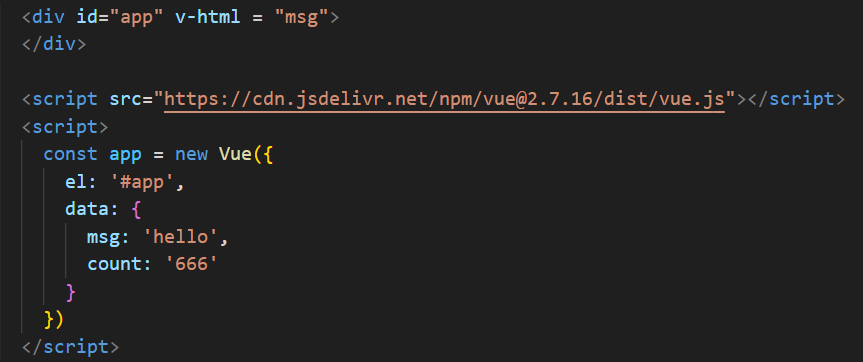 <div id="app" v-html = "msg">
</div>

<script src="https://cdn.jsdelivr.net/npm/vue@2.7.16/dist/vue.js"></script>
<script>
  const app = new Vue({
    el: '#app',
    data: {
      msg: 'hello',
      count: '666'
    }
  })
</script>